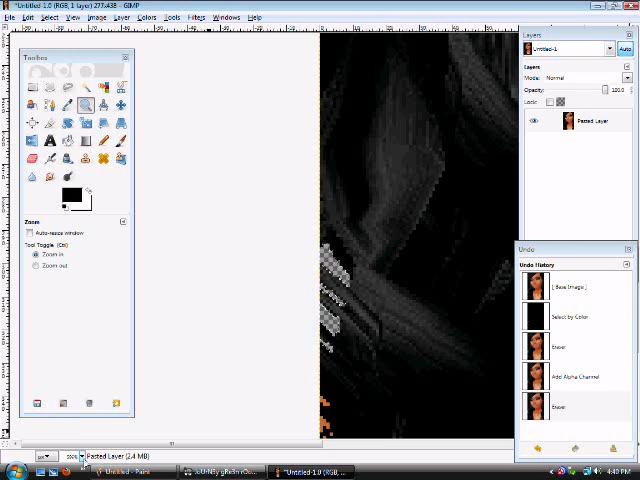 *Untitled-1.0 (RGB, 1 layer) 277x438 – GIMP
File Edit Select View Image Layer Colors Tools Filters Windows Help
Toolbox
Zoom
Auto-resize window
Tool Toggle (Ctrl)
Zoom in
Zoom out
Layers
Untitled-1
Auto
Layers
Mode: Normal
Opacity: 100.0
Lock:
Pasted Layer
Undo
Undo History
[ Base Image ]
Select by Color
Eraser
Add Alpha Channel
Eraser
px
Pasted Layer (2.4 MB)
Untitled - Paint
*Untitled-1.0 (RGB, ...
4:40 PM